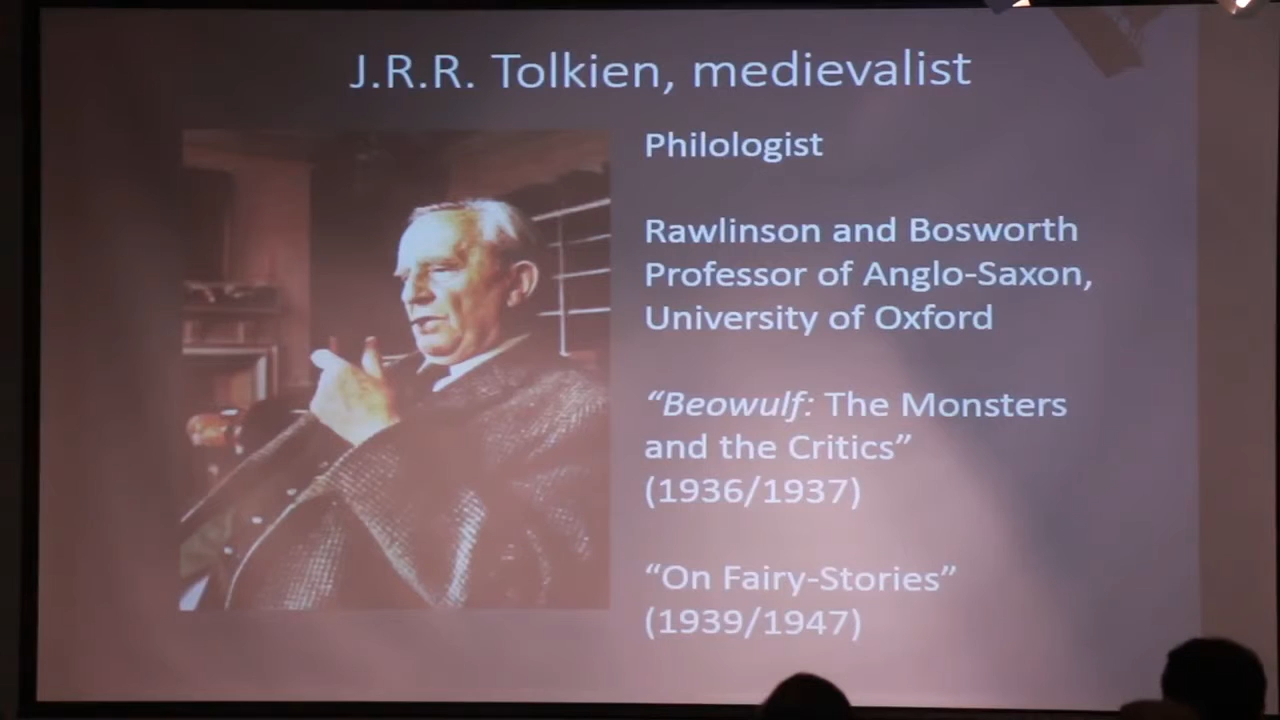 J.R.R. Tolkien, medievalist
Philologist
Rawlinson and Bosworth
Professor of Anglo-Saxon,
University of Oxford
“Beowulf: The Monsters
and the Critics”
(1936/1937)
“On Fairy-Stories”
(1939/1947)